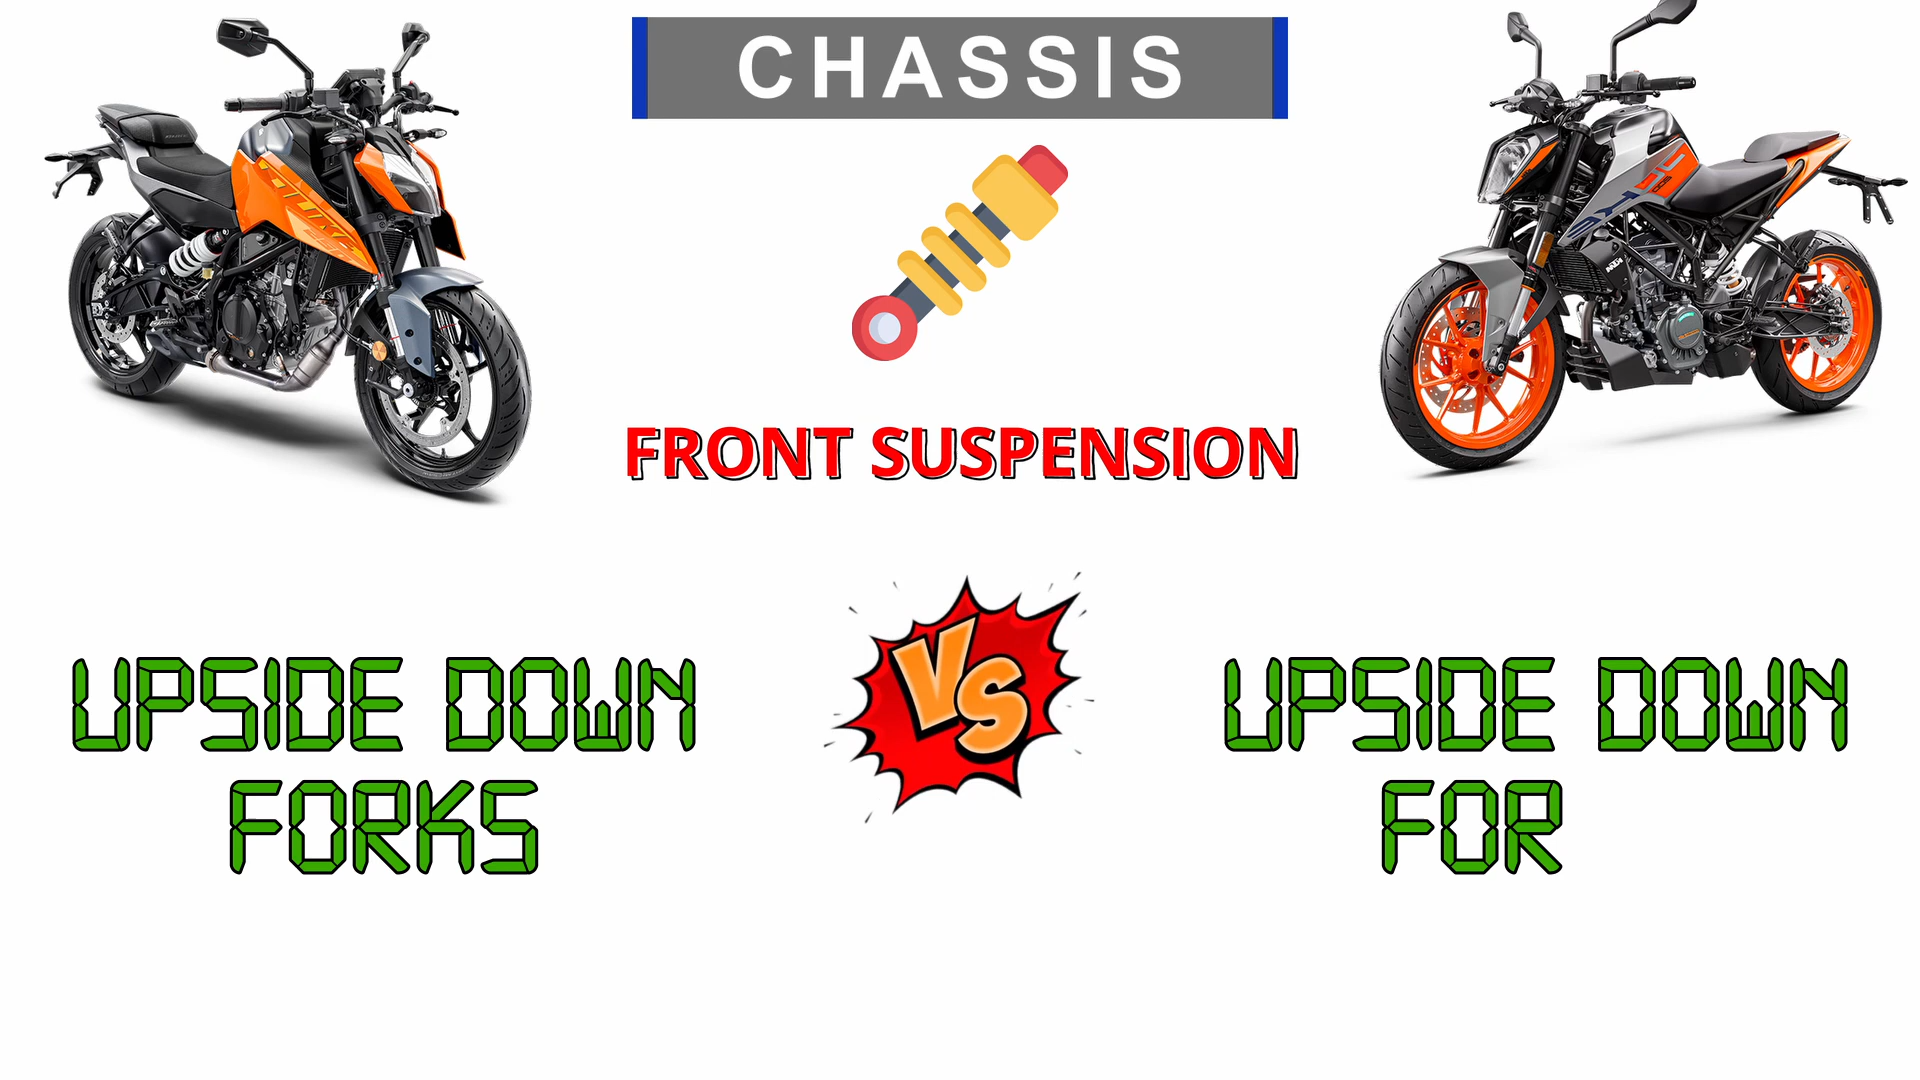 CHASSIS
FRONT SUSPENSION
VS
UPSIDE DOWN
FORKS
UPSIDE DOWN
FOR